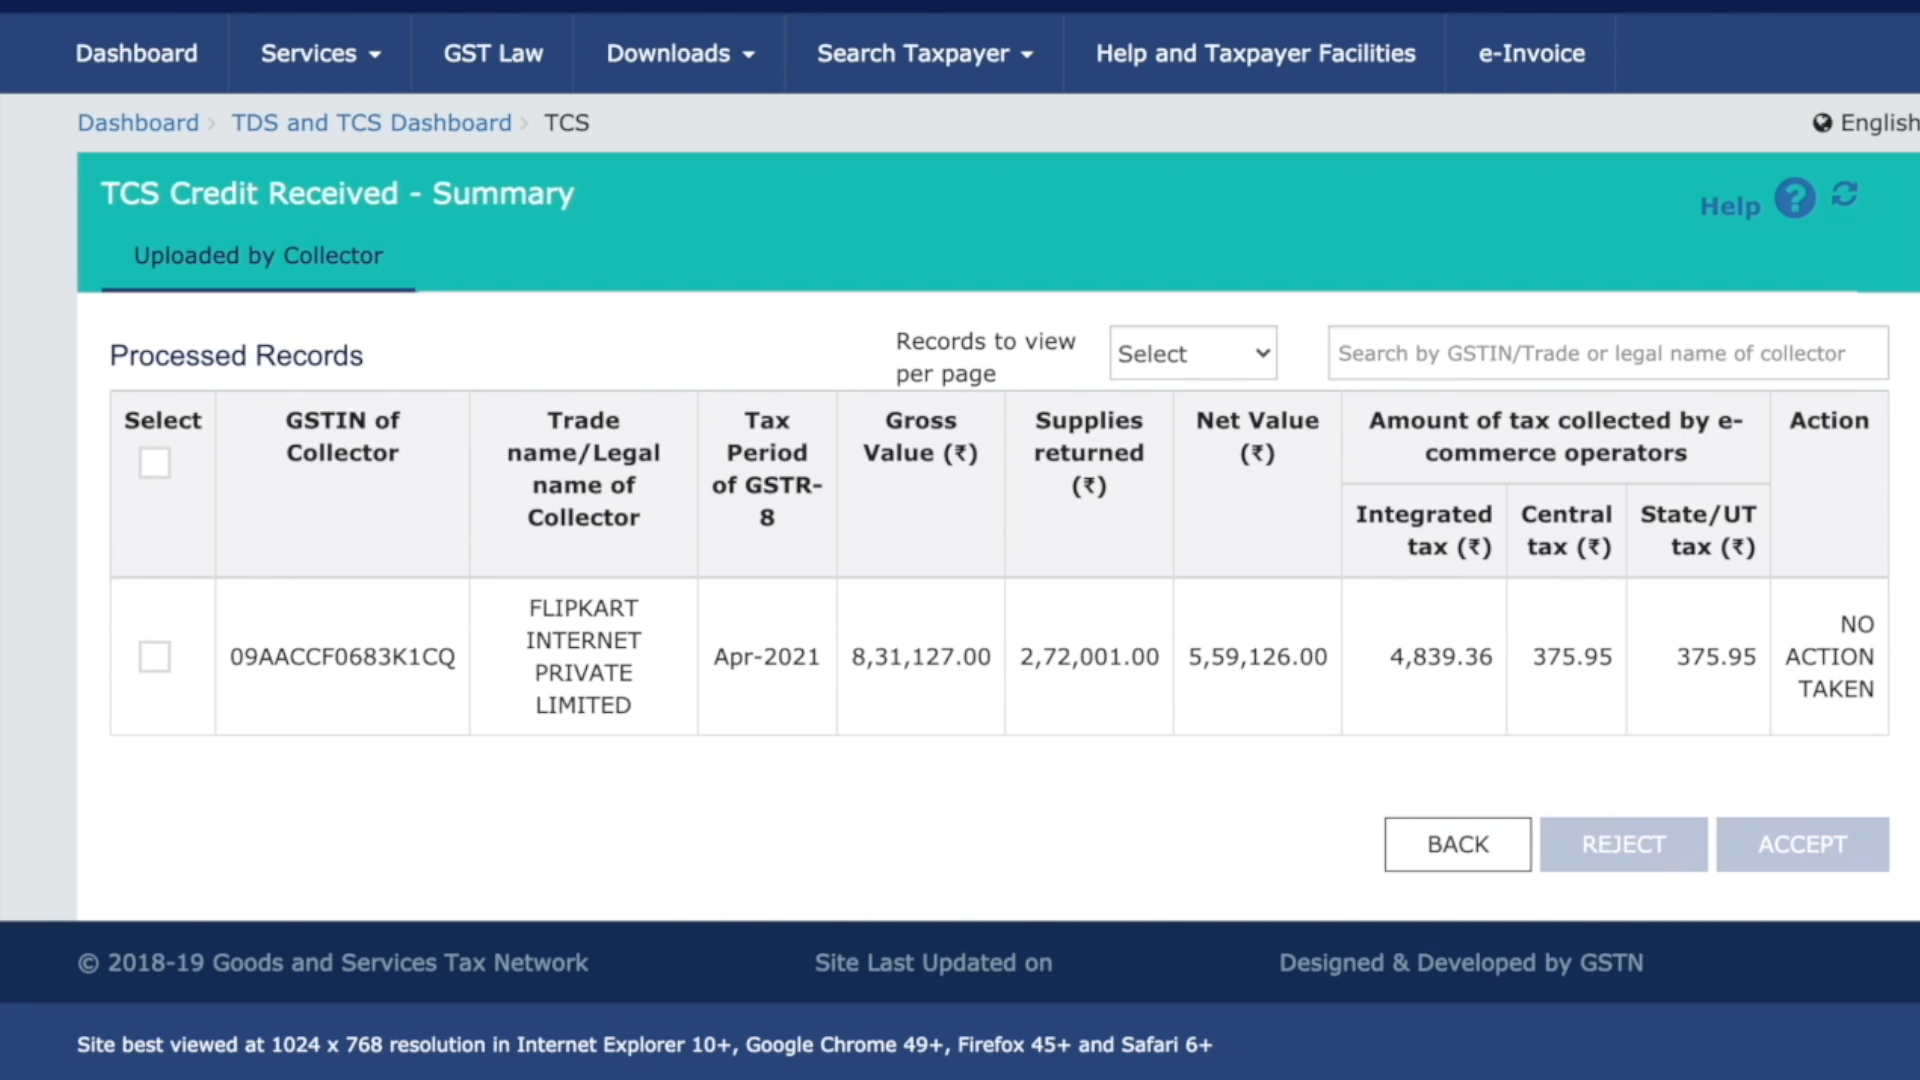 Dashboard Services GST Law Downloads Search Taxpayer Help and Taxpayer Facilities e-Invoice
Dashboard > TDS and TCS Dashboard > TCS English
TCS Credit Received - Summary
Help ?
Uploaded by Collector
Processed Records
Records to view
per page
Select
Search by GSTIN/Trade or legal name of collector
Select
GSTIN of
Collector
Trade
name/Legal
name of
Collector
Tax
Period
of GSTR-
8
Gross
Value (₹)
Supplies
returned
(₹)
Net Value
(₹)
Amount of tax collected by e-
commerce operators
Integrated
tax (₹)
Central
tax (₹)
State/UT
tax (₹)
Action
09AACCF0683K1CQ
FLIPKART
INTERNET
PRIVATE
LIMITED
Apr-2021
8,31,127.00
2,72,001.00
5,59,126.00
4,839.36
375.95
375.95
NO
ACTION
TAKEN
BACK
REJECT
ACCEPT
© 2018-19 Goods and Services Tax Network
Site Last Updated on
Designed & Developed by GSTN
Site best viewed at 1024 x 768 resolution in Internet Explorer 10+, Google Chrome 49+, Firefox 45+ and Safari 6+